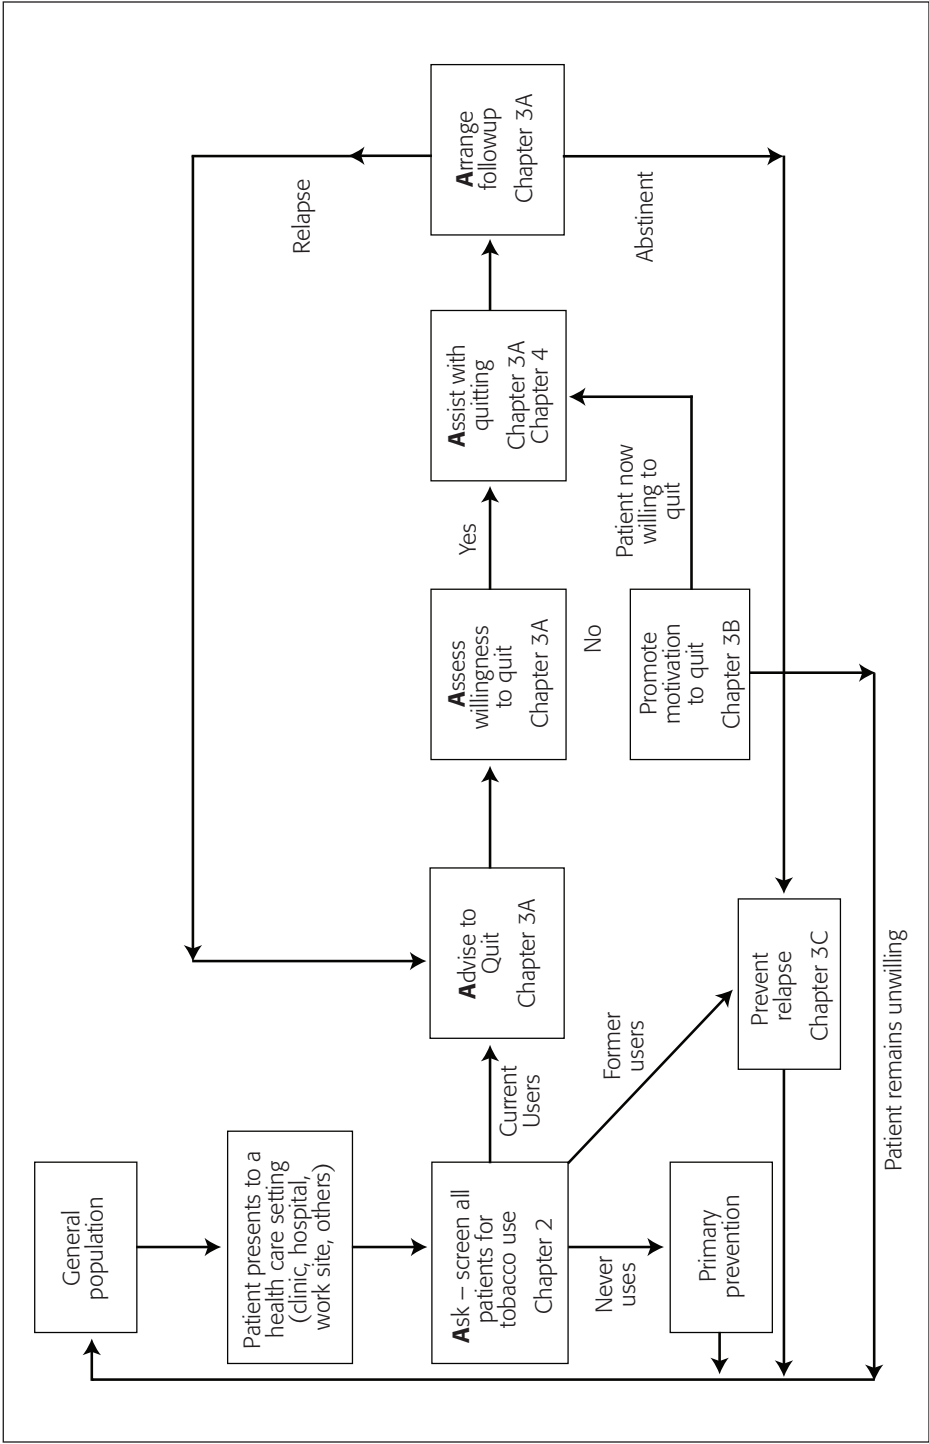 General
population
Patient presents to a
health care setting
(clinic, hospital,
work site, others)
Ask – screen all
patients for
tobacco use
Chapter 2
Never
uses
Primary
prevention
Current
Users
Former
users
Advise to
Quit
Chapter 3A
Assess
willingness
to quit
Chapter 3A
Yes
No
Promote
motivation
to quit
Chapter 3B
Patient now
willing to
quit
Assist with
quitting
Chapter 3A
Chapter 4
Arrange
followup
Chapter 3A
Relapse
Abstinent
Prevent
relapse
Chapter 3C
Patient remains unwilling